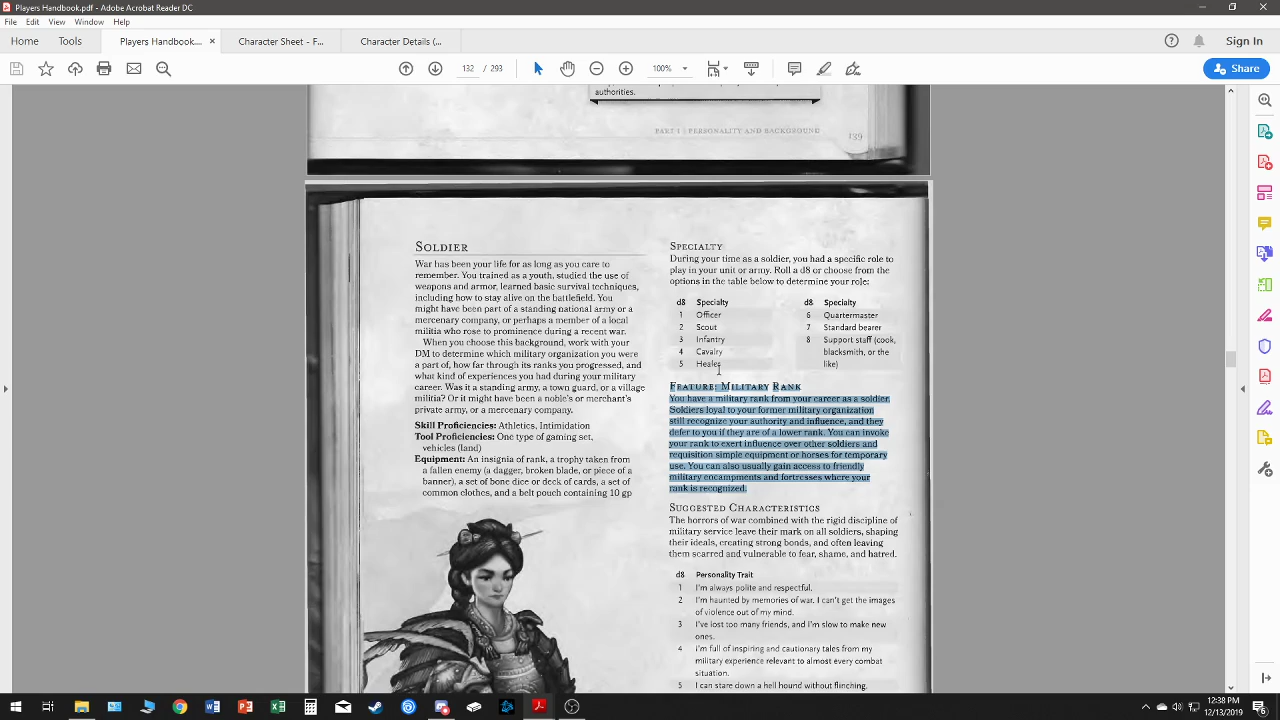 Players Handbook.pdf - Adobe Acrobat Reader DC
File Edit View Window Help
Home Tools Players Handbook.... × Character Sheet - F... Character Details (...
Sign In
132 / 293
100%
Share
authorities.
PART 1 | PERSONALITY AND BACKGROUND
139
SOLDIER
War has been your life for as long as you care to
remember. You trained as a youth, studied the use of
weapons and armor, learned basic survival techniques,
including how to stay alive on the battlefield. You
might have been part of a standing national army or a
mercenary company, or perhaps a member of a local
militia who rose to prominence during a recent war.
When you choose this background, work with your
DM to determine which military organization you were
a part of, how far through its ranks you progressed, and
what kind of experiences you had during your military
career. Was it a standing army, a town guard, or a village
militia? Or it might have been a noble's or merchant's
private army, or a mercenary company.
Skill Proficiencies: Athletics, Intimidation
Tool Proficiencies: One type of gaming set,
vehicles (land)
Equipment: An insignia of rank, a trophy taken from
a fallen enemy (a dagger, broken blade, or piece of a
banner), a set of bone dice or deck of cards, a set of
common clothes, and a belt pouch containing 10 gp
SPECIALTY
During your time as a soldier, you had a specific role to
play in your unit or army. Roll a d8 or choose from the
options in the table below to determine your role:
d8 Specialty d8 Specialty
1 Officer 6 Quartermaster
2 Scout 7 Standard bearer
3 Infantry 8 Support staff (cook,
4 Cavalry blacksmith, or the
5 Healer like)
FEATURE: MILITARY RANK
You have a military rank from your career as a soldier.
Soldiers loyal to your former military organization
still recognize your authority and influence, and they
defer to you if they are of a lower rank. You can invoke
your rank to exert influence over other soldiers and
requisition simple equipment or horses for temporary
use. You can also usually gain access to friendly
military encampments and fortresses where your
rank is recognized.
SUGGESTED CHARACTERISTICS
The horrors of war combined with the rigid discipline of
military service leave their mark on all soldiers, shaping
their ideals, creating strong bonds, and often leaving
them scarred and vulnerable to fear, shame, and hatred.
d8 Personality Trait
1 I'm always polite and respectful.
2 I'm haunted by memories of war. I can't get the images
of violence out of my mind.
3 I've lost too many friends, and I'm slow to make new
ones.
4 I'm full of inspiring and cautionary tales from my
military experience relevant to almost every combat
situation.
5 I can stare down a hell hound without flinching.
12:38 PM
12/13/2019